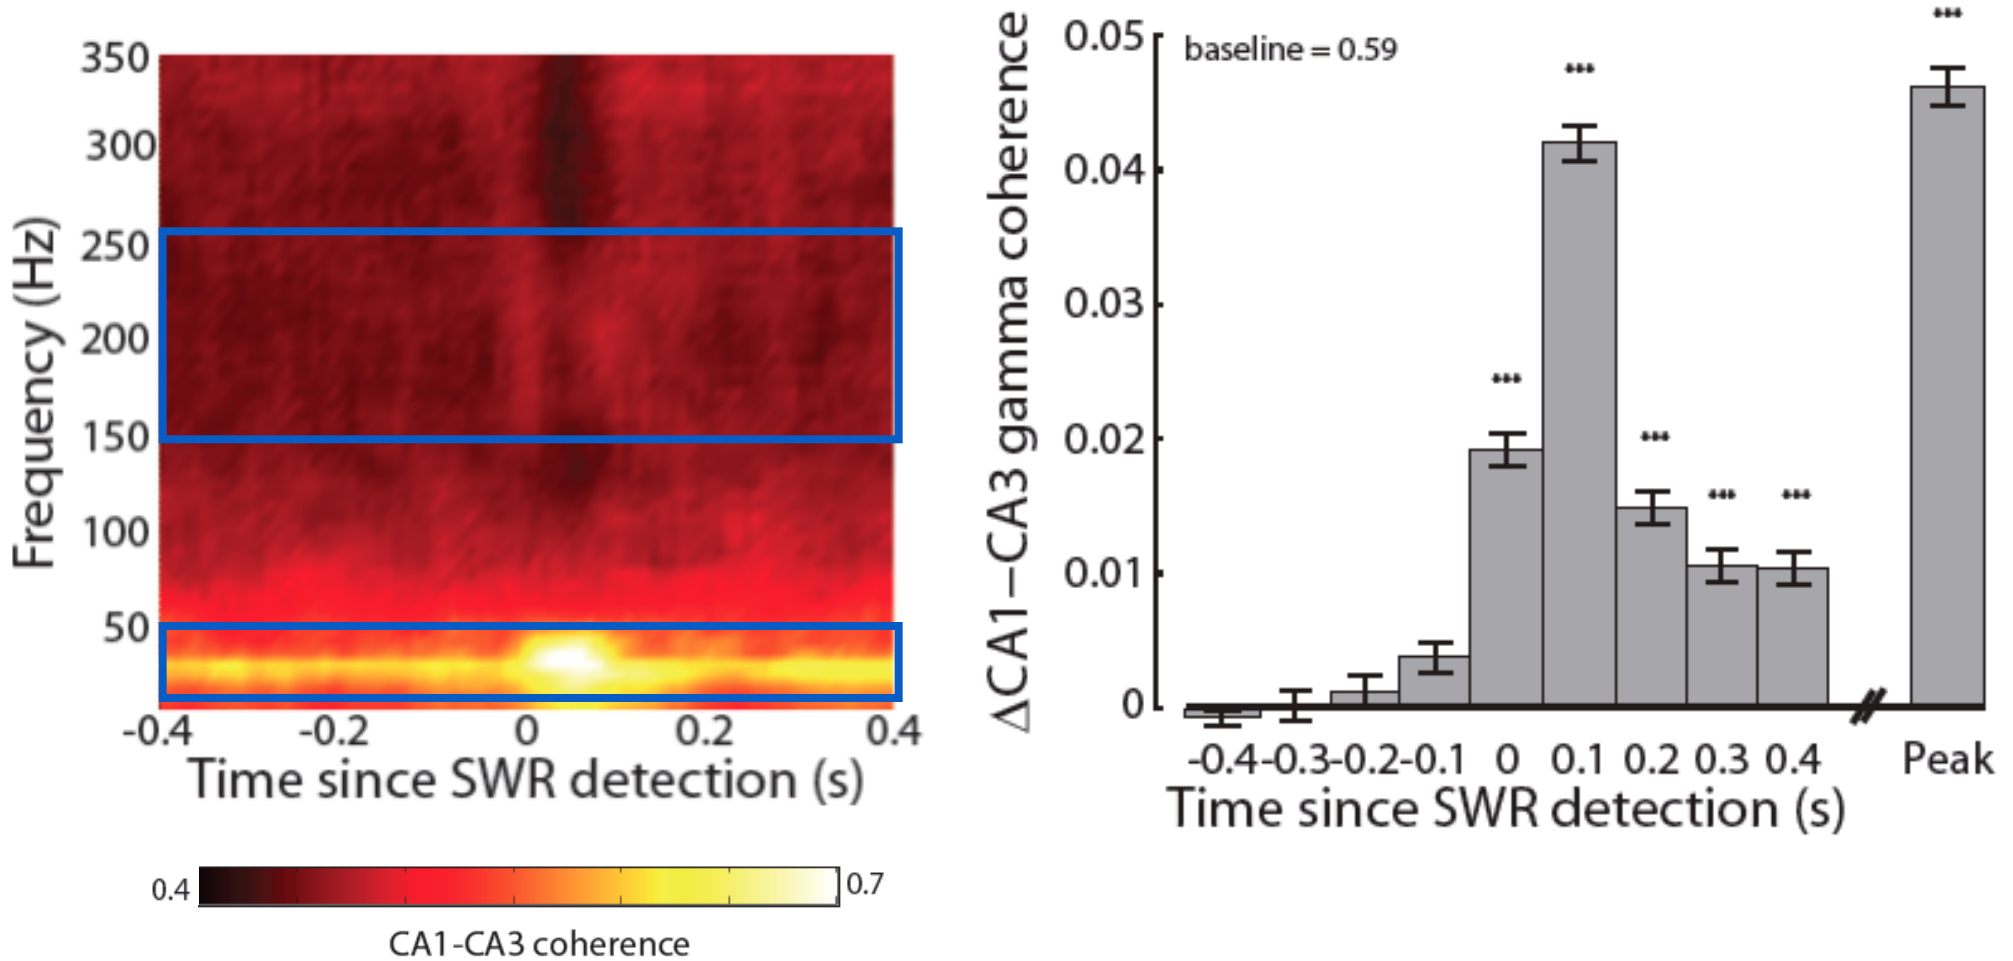 350
300
250
200
150
100
50
Frequency (Hz)
-0.4 -0.2 0 0.2 0.4
Time since SWR detection (s)
0.4 0.7
CA1-CA3 coherence
ΔCA1–CA3 gamma coherence
0.05
0.04
0.03
0.02
0.01
0
baseline = 0.59
***
***
***
***
***
***
-0.4 -0.3 -0.2 -0.1 0 0.1 0.2 0.3 0.4 Peak
Time since SWR detection (s)